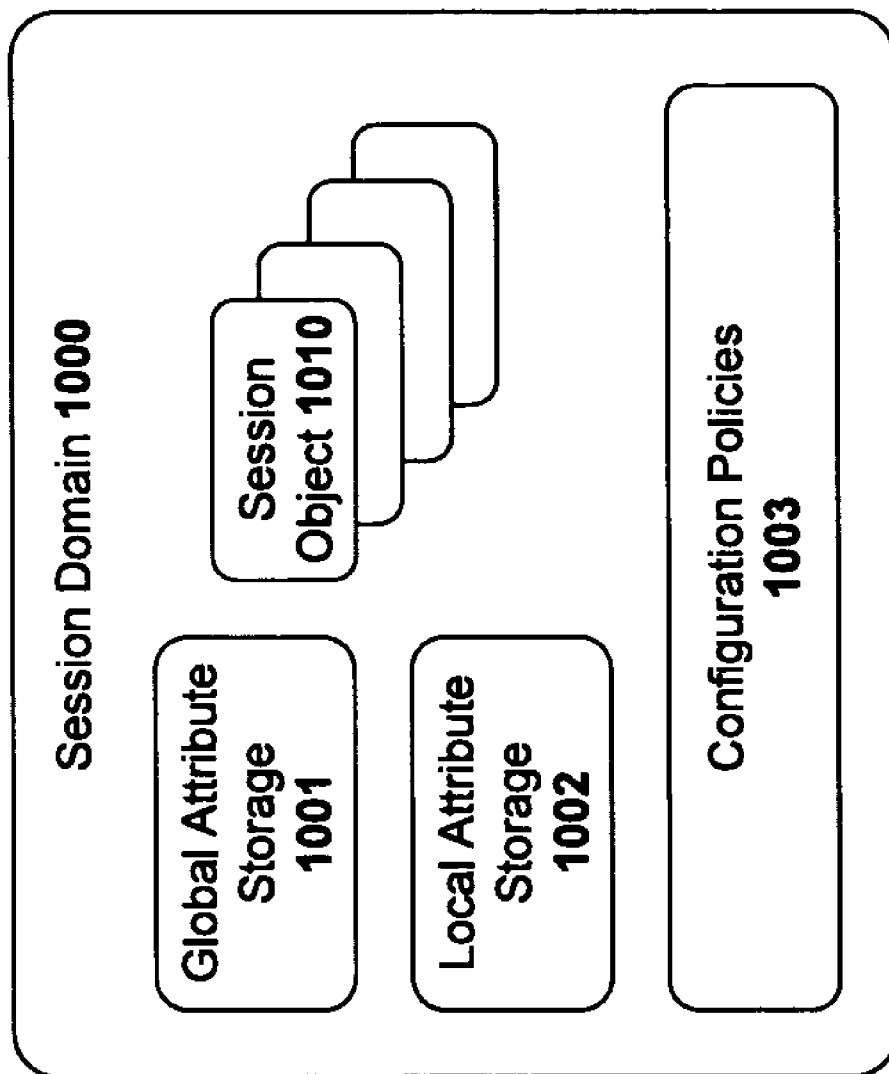 Session Domain 1000
Global Attribute
Storage
1001
Session
Object 1010
Local Attribute
Storage
1002
Configuration Policies
1003